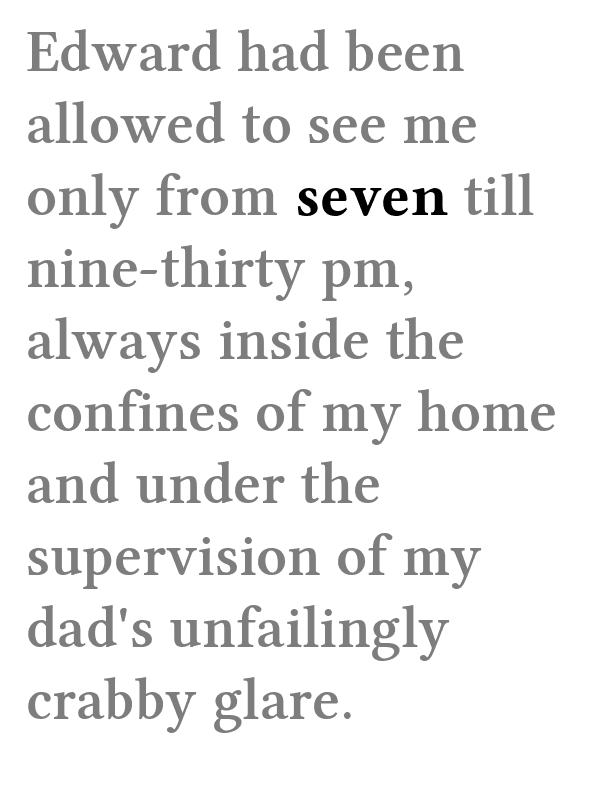 Edward had been
allowed to see me
only from seven till
nine-thirty pm,
always inside the
confines of my home
and under the
supervision of my
dad's unfailingly
crabby glare.